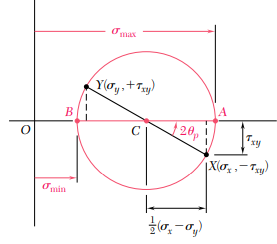 σmax
Y(σy, +τxy)
B
A
O
C
2θp
τxy
X(σx, −τxy)
σmin
½(σx − σy)